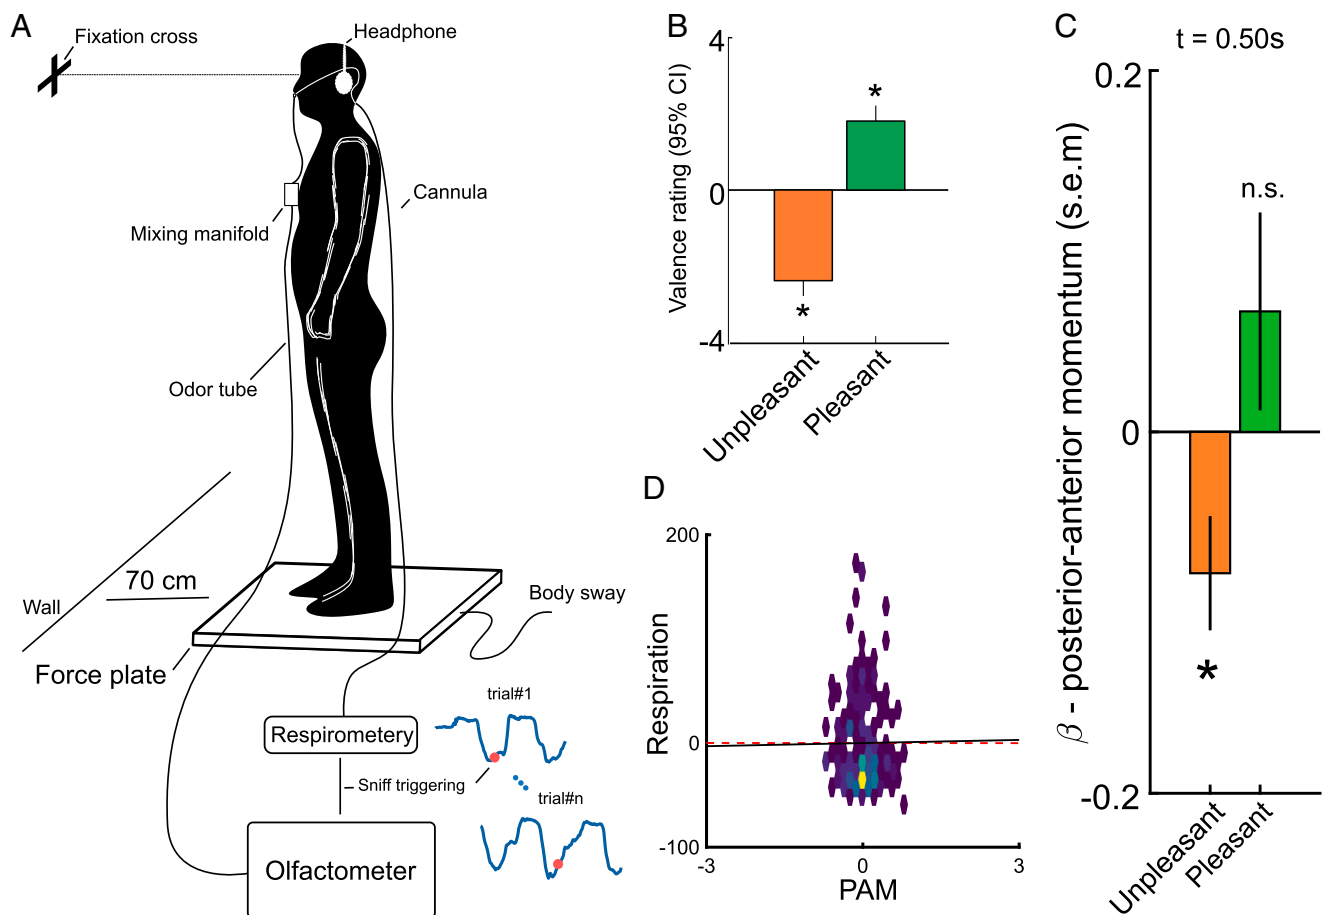 A
Fixation cross
Headphone
Cannula
Mixing manifold
Odor tube
70 cm
Wall
Body sway
Force plate
trial#1
Respirometery
Sniff triggering
trial#n
Olfactometer
B
4
0
-4
Valence rating (95% CI)
*
*
Unpleasant
Pleasant
C
t = 0.50s
0.2
0
-0.2
β - posterior-anterior momentum (s.e.m)
n.s.
*
Unpleasant
Pleasant
D
200
100
0
-100
Respiration
-3
0
3
PAM